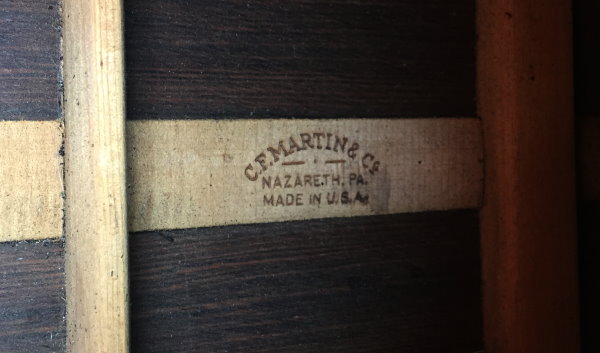 C.F. MARTIN & Co.
NAZARETH, PA.
MADE IN U.S.A.